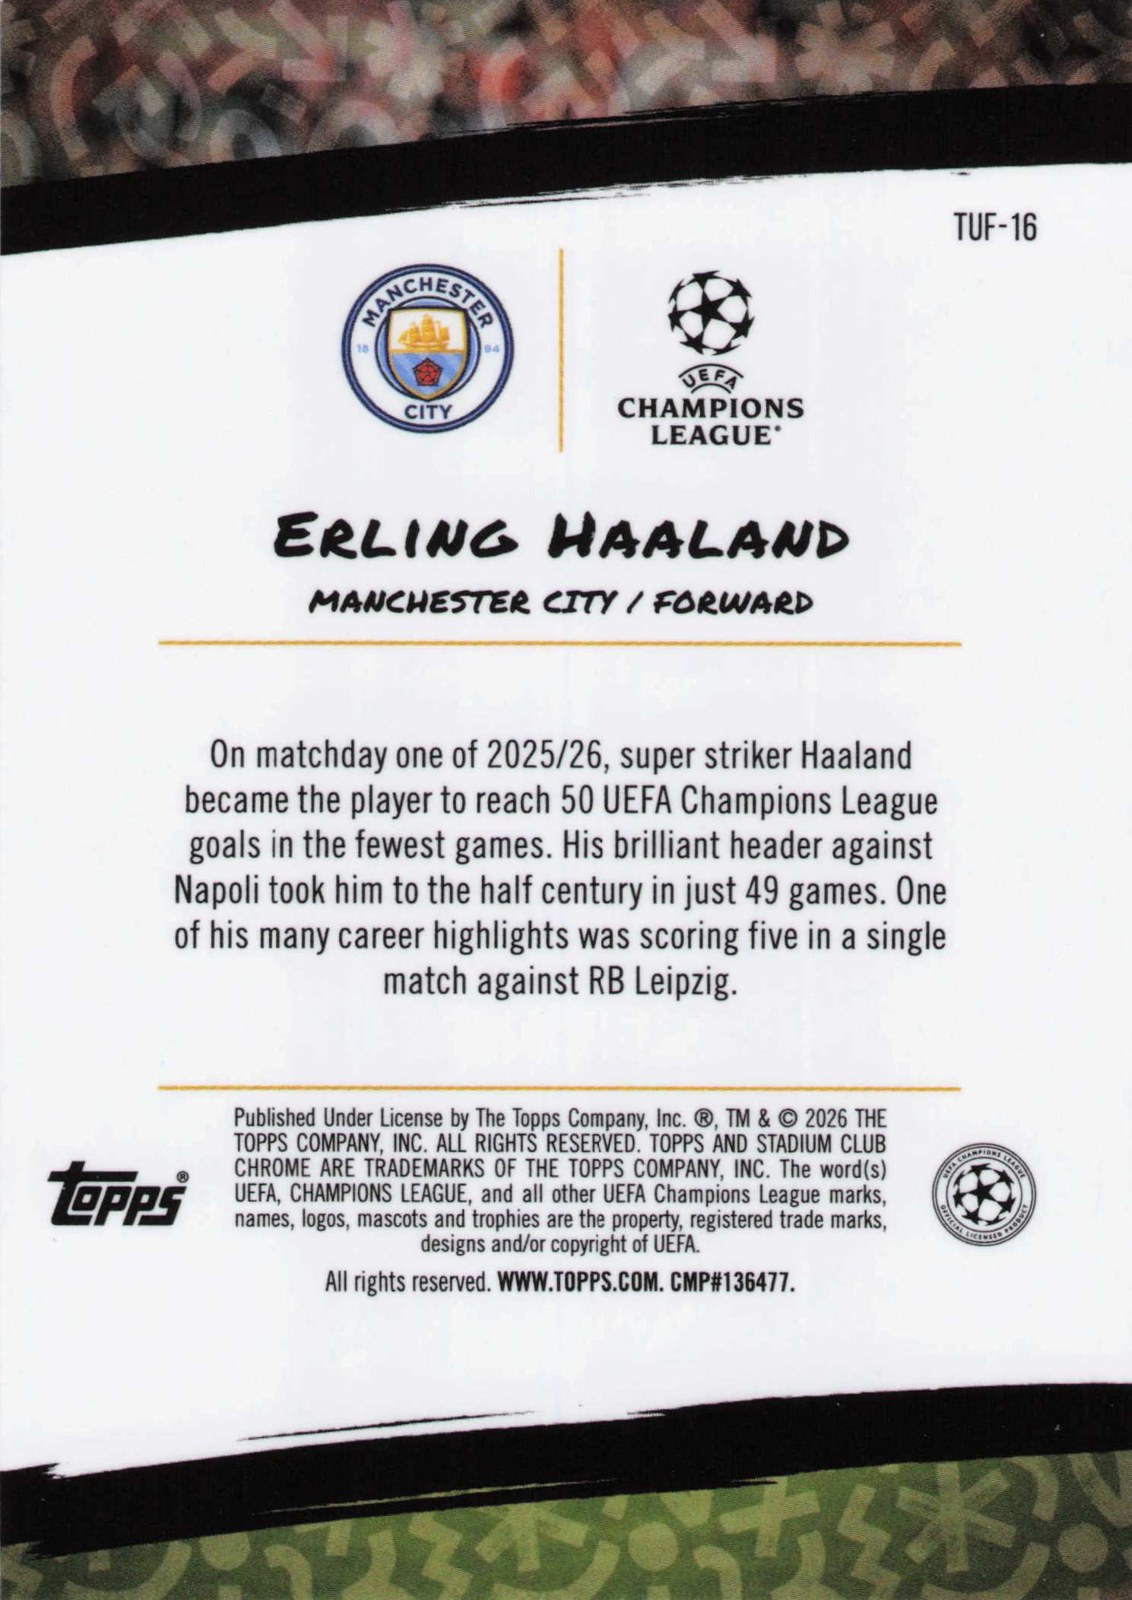 TUF-16
MANCHESTER
18 94
CITY
UEFA
CHAMPIONS
LEAGUE®
ERLING HAALAND
MANCHESTER CITY / FORWARD
On matchday one of 2025/26, super striker Haaland
became the player to reach 50 UEFA Champions League
goals in the fewest games. His brilliant header against
Napoli took him to the half century in just 49 games. One
of his many career highlights was scoring five in a single
match against RB Leipzig.
Published Under License by The Topps Company, Inc. ®, TM & © 2026 THE
TOPPS COMPANY, INC. ALL RIGHTS RESERVED. TOPPS AND STADIUM CLUB
CHROME ARE TRADEMARKS OF THE TOPPS COMPANY, INC. The word(s)
UEFA, CHAMPIONS LEAGUE, and all other UEFA Champions League marks,
names, logos, mascots and trophies are the property, registered trade marks,
designs and/or copyright of UEFA.
All rights reserved. WWW.TOPPS.COM. CMP#136477.
topps®
UEFA CHAMPIONS LEAGUE
OFFICIAL LICENSED PRODUCT